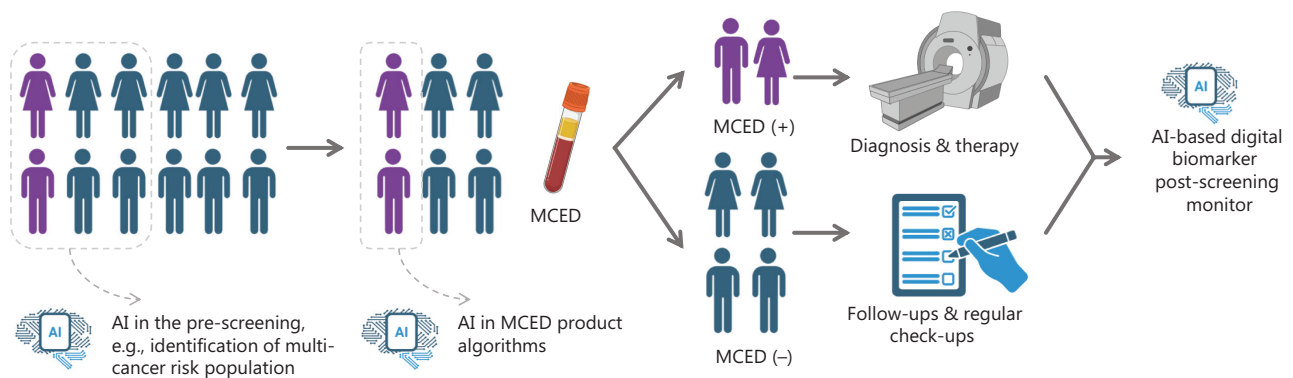 AI
AI in the pre-screening,
e.g., identification of multi-
cancer risk population
AI
AI in MCED product
algorithms
MCED
MCED (+)
Diagnosis & therapy
MCED (–)
Follow-ups & regular
check-ups
AI
AI-based digital
biomarker
post-screening
monitor